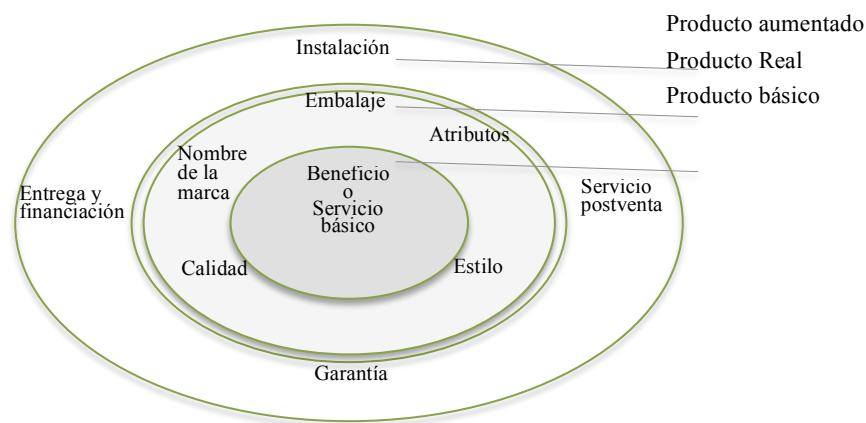 Producto aumentado
Instalación
Producto Real
Producto básico
Embalaje
Atributos
Nombre
de la
marca
Beneficio
o
Servicio
básico
Entrega y
financiación
Servicio
postventa
Calidad
Estilo
Garantía